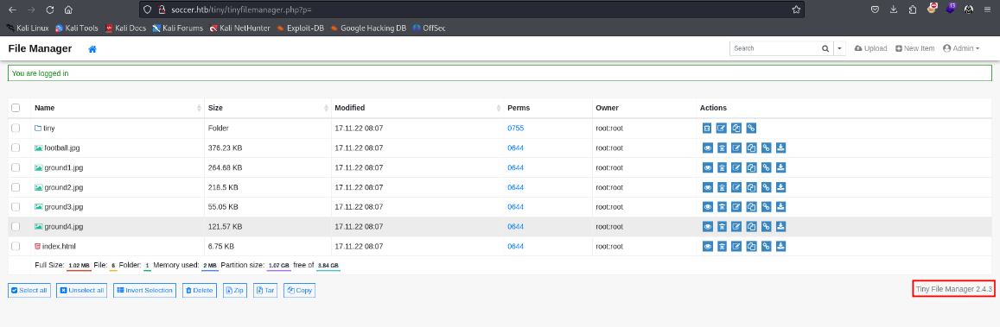 soccer.htb/tiny/tinyfilemanager.php?p=
Kali Linux Kali Tools Kali Docs Kali Forums Kali NetHunter Exploit-DB Google Hacking DB OffSec
File Manager Search Upload New Item Admin
You are logged in
Name Size Modified Perms Owner Actions
tiny Folder 17.11.22 08:07 0755 root:root
football.jpg 376.23 KB 17.11.22 08:07 0644 root:root
ground1.jpg 264.68 KB 17.11.22 08:07 0644 root:root
ground2.jpg 218.5 KB 17.11.22 08:07 0644 root:root
ground3.jpg 55.05 KB 17.11.22 08:07 0644 root:root
ground4.jpg 121.57 KB 17.11.22 08:07 0644 root:root
index.html 6.75 KB 17.11.22 08:07 0644 root:root
Full Size: 1.02 MB File: 6 Folder: 1 Memory used: 2 MB Partition size: 1.07 GB free of 3.84 GB
Select all Unselect all Invert Selection Delete Zip Tar Copy Tiny File Manager 2.4.3